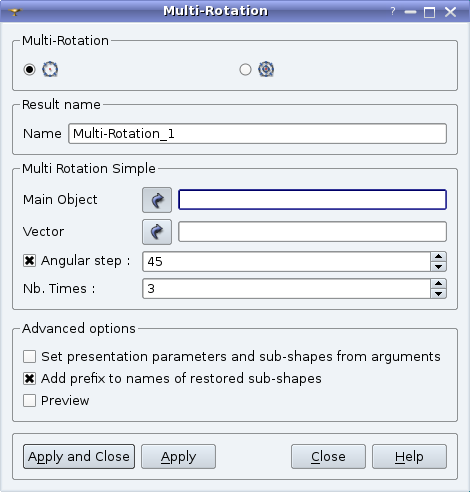 Multi-Rotation
Multi-Rotation
Result name
Name Multi-Rotation_1
Multi Rotation Simple
Main Object
Vector
Angular step : 45
Nb. Times : 3
Advanced options
Set presentation parameters and sub-shapes from arguments
Add prefix to names of restored sub-shapes
Preview
Apply and Close Apply Close Help